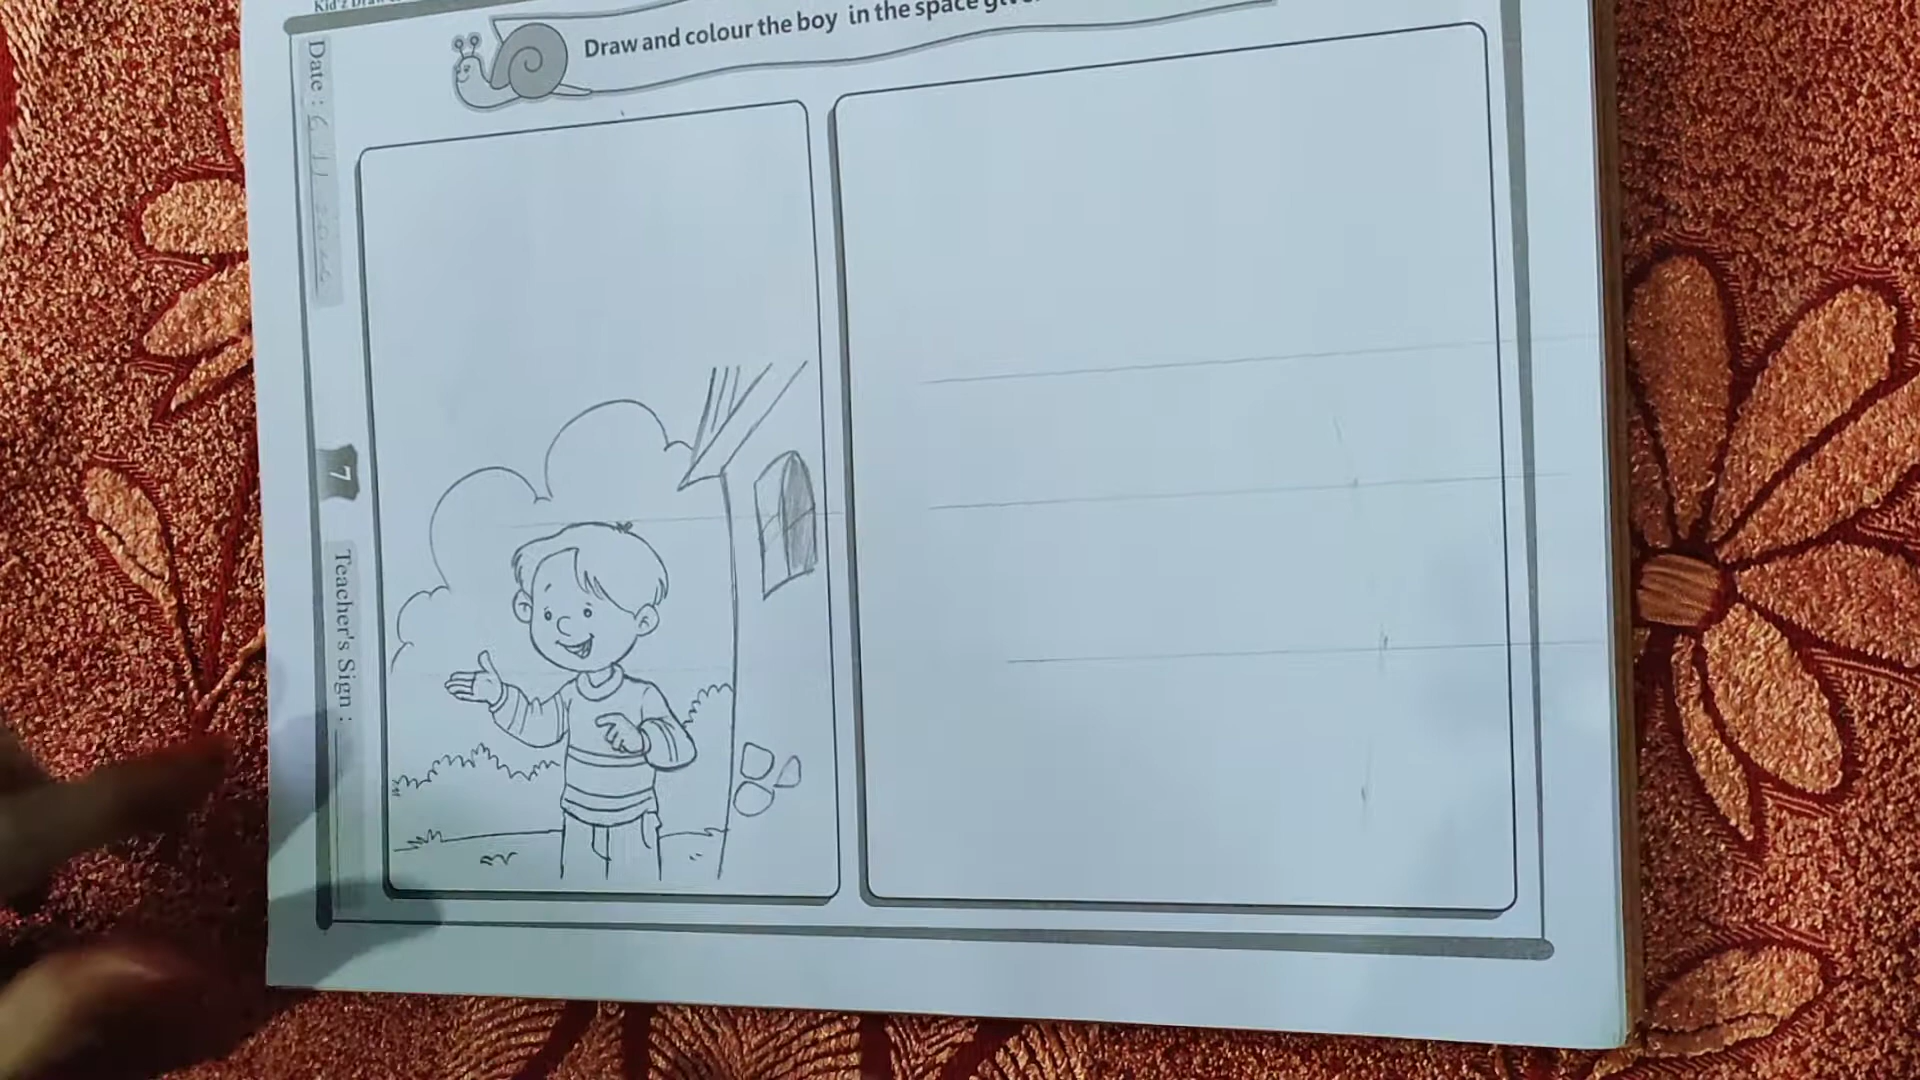 Draw and colour the boy in the space
Date :
7
Teacher's Sign :